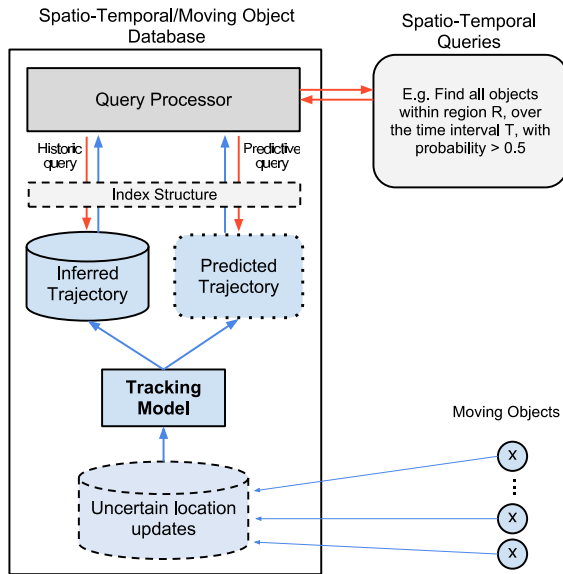 Spatio-Temporal/Moving Object
Database
Spatio-Temporal
Queries
Query Processor
E.g. Find all objects
within region R, over
the time interval T, with
probability > 0.5
Historic
query
Predictive
query
Index Structure
Inferred
Trajectory
Predicted
Trajectory
Tracking
Model
Moving Objects
X
X
X
Uncertain location
updates